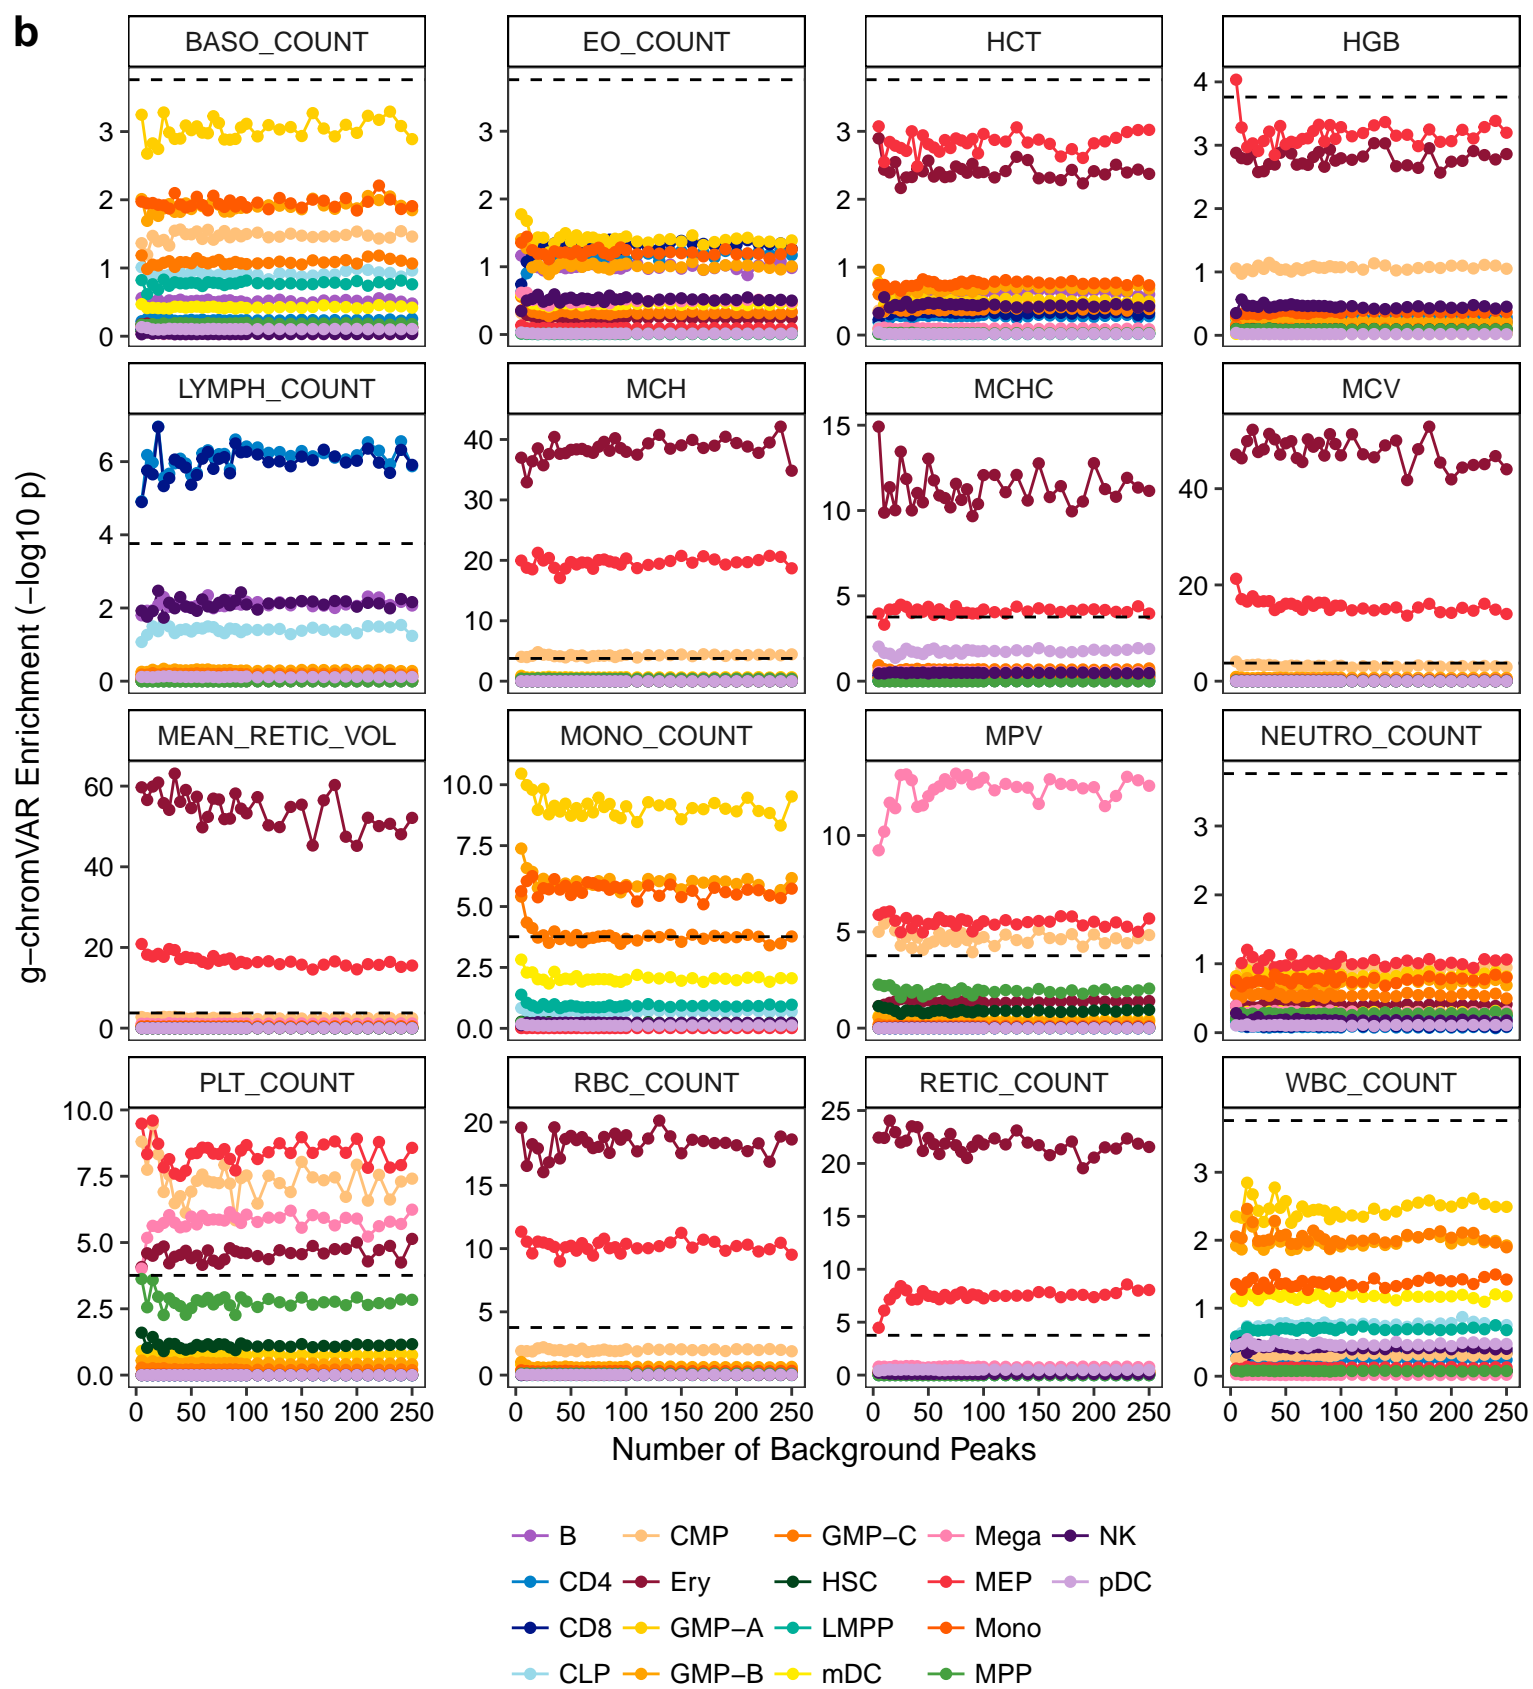 b
BASO_COUNT EO_COUNT HCT HGB
3 2 1 0
3 2 1 0
3 2 1 0
4 3 2 1 0
LYMPH_COUNT MCH MCHC MCV
6 4 2 0
40 30 20 10 0
15 10 5 0
40 20 0
MEAN_RETIC_VOL MONO_COUNT MPV NEUTRO_COUNT
60 40 20 0
10.0 7.5 5.0 2.5 0.0
10 5 0
3 2 1 0
PLT_COUNT RBC_COUNT RETIC_COUNT WBC_COUNT
10.0 7.5 5.0 2.5 0.0
20 15 10 5 0
25 20 15 10 5 0
3 2 1 0
0 50 100 150 200 250 0 50 100 150 200 250 0 50 100 150 200 250 0 50 100 150 200 250
g−chromVAR Enrichment (−log10 p)
Number of Background Peaks
B CMP GMP−C Mega NK
CD4 Ery HSC MEP pDC
CD8 GMP−A LMPP Mono
CLP GMP−B mDC MPP